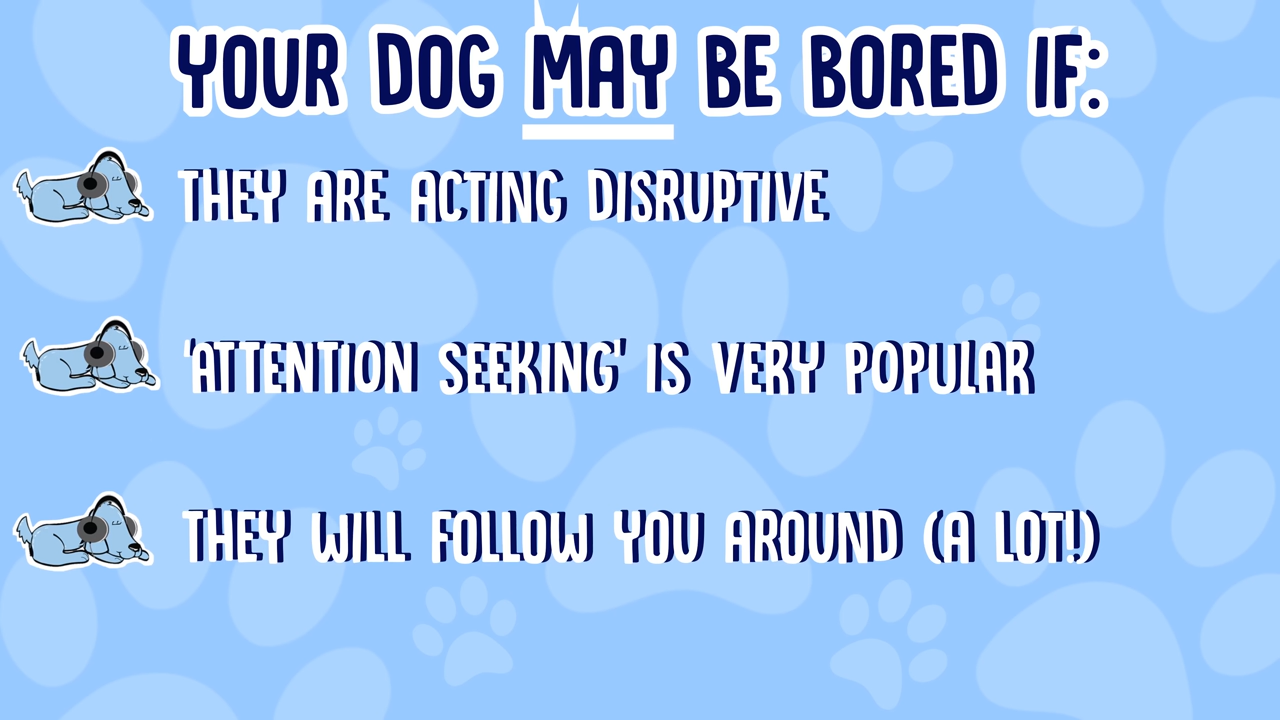 YOUR DOG MAY BE BORED IF:
THEY ARE ACTING DISRUPTIVE
'ATTENTION SEEKING' IS VERY POPULAR
THEY WILL FOLLOW YOU AROUND (A LOT!)